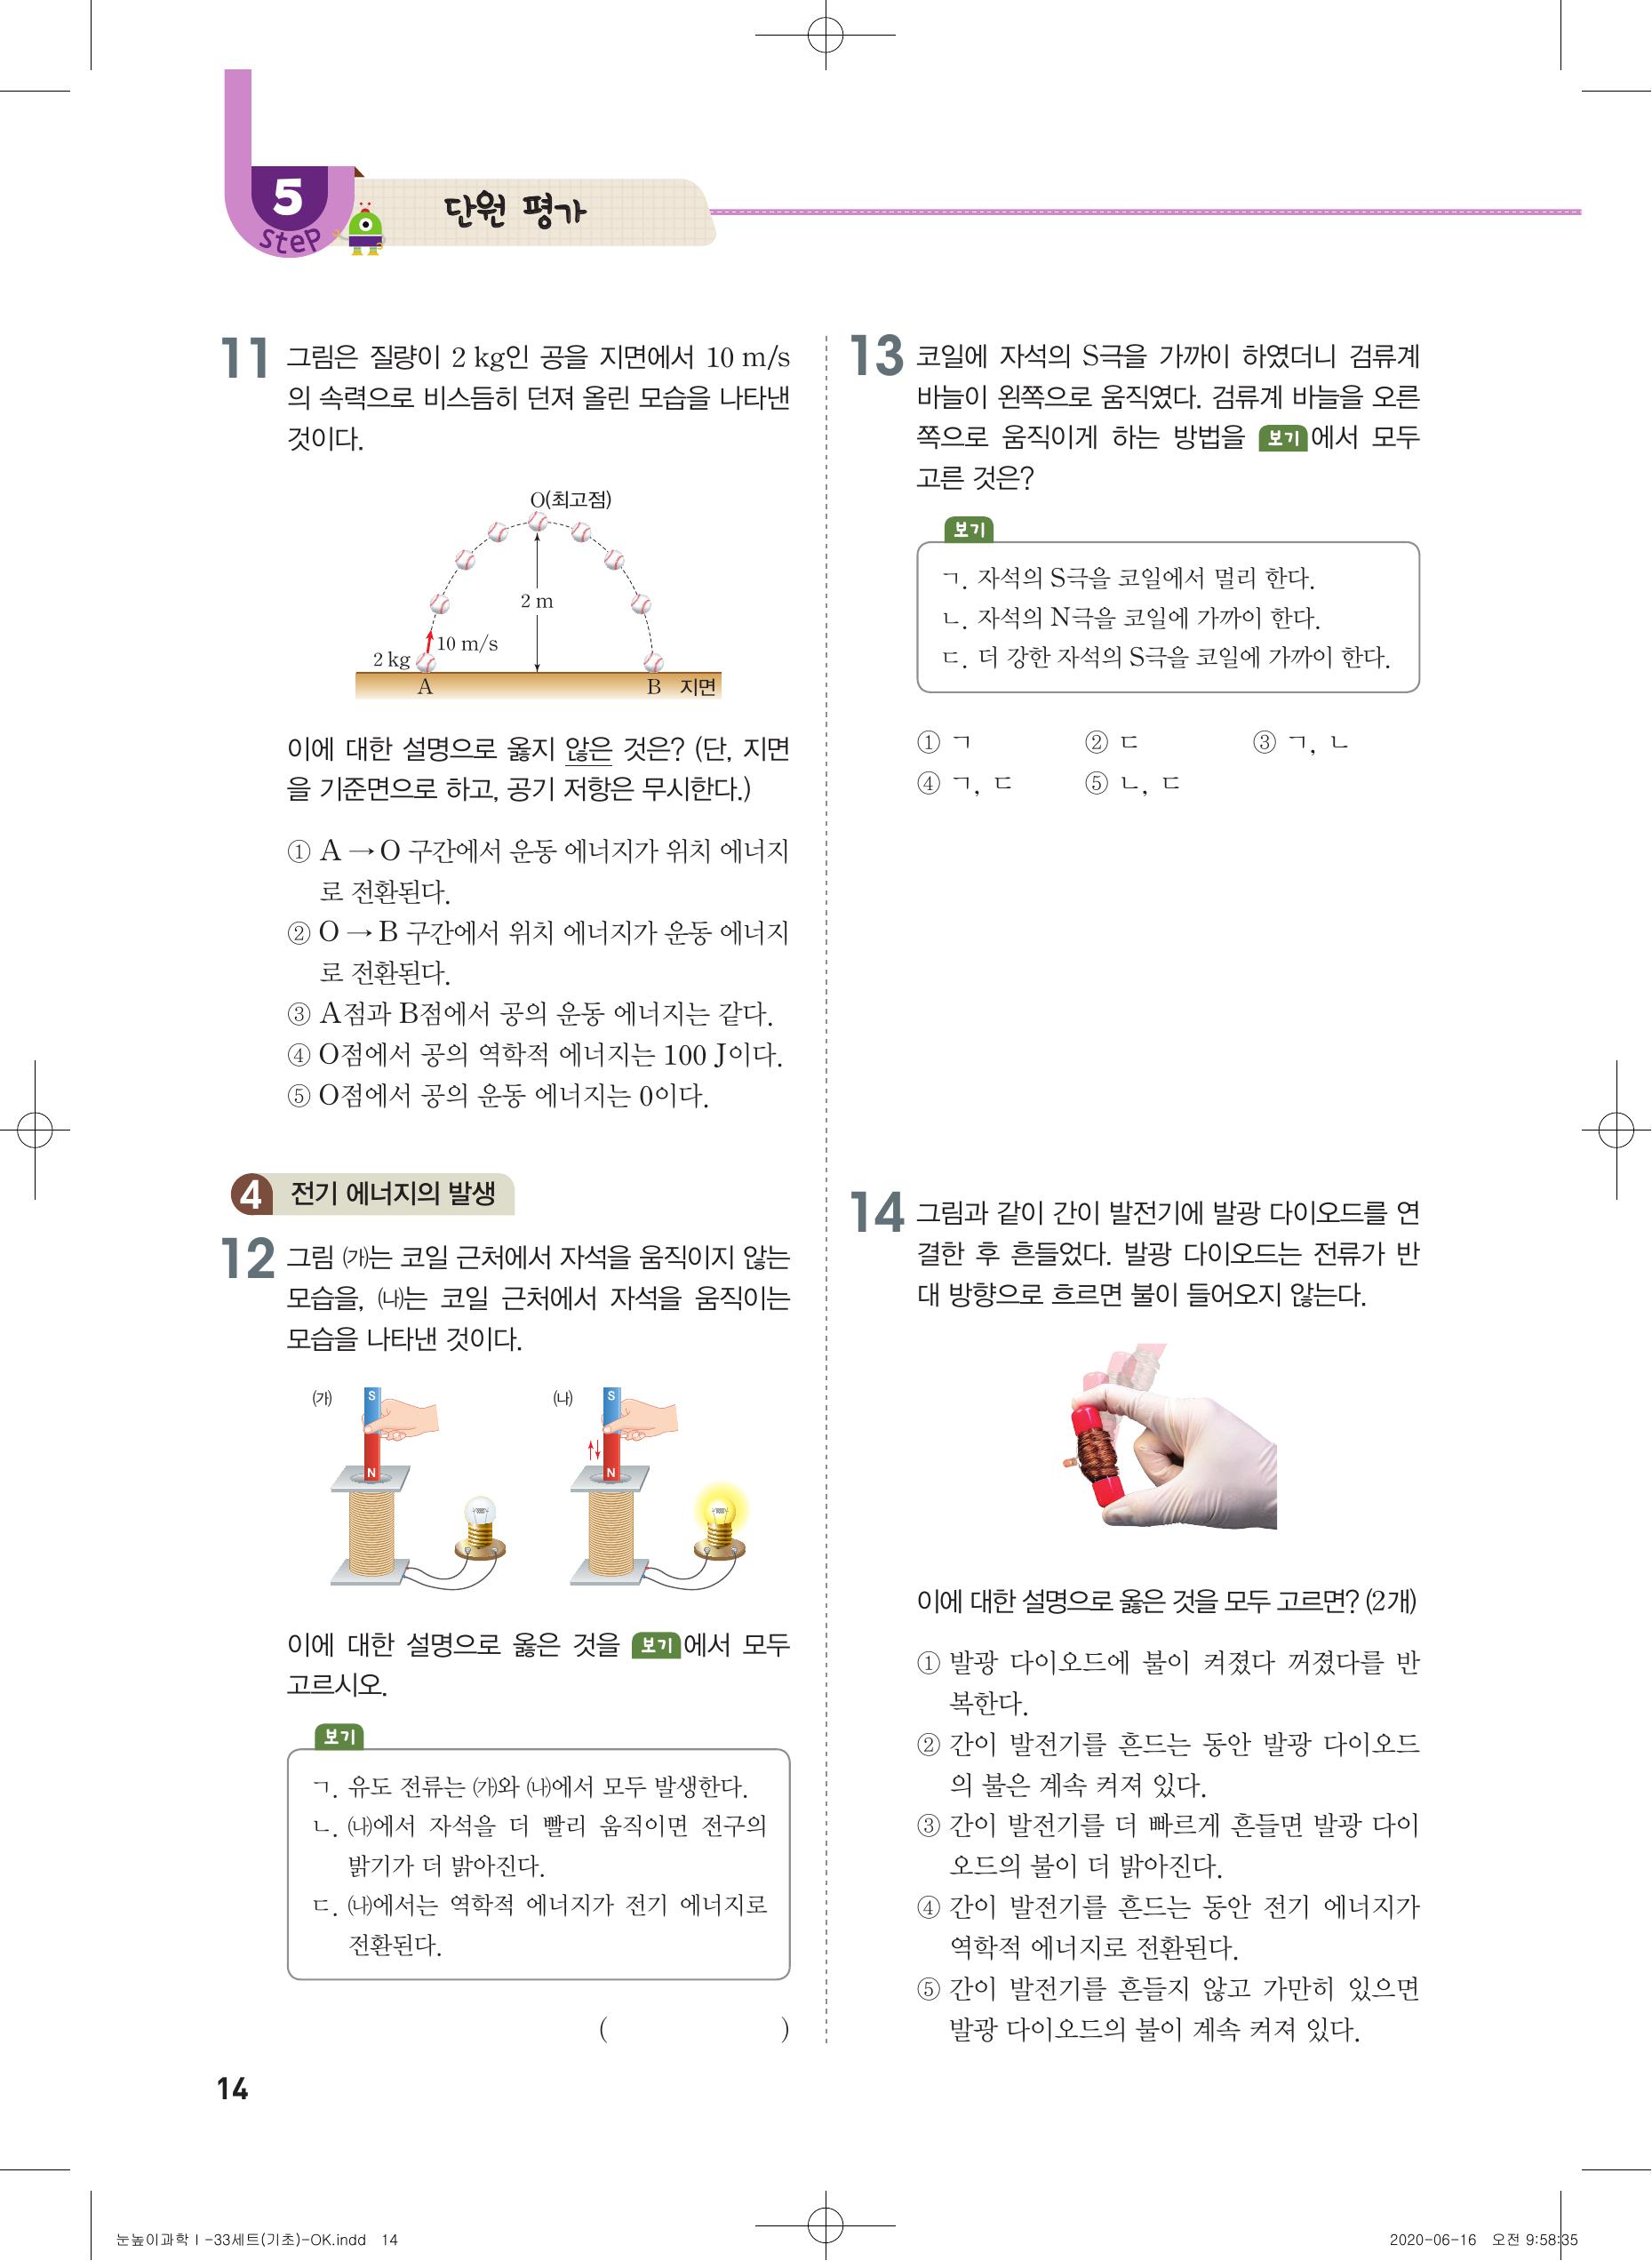 5
step
단원 평가
11 그림은 질량이 2 kg인 공을 지면에서 10 m/s
의 속력으로 비스듬히 던져 올린 모습을 나타낸
것이다.
O(최고점)
2 m
10 m/s
2 kg
A
B 지면
이에 대한 설명으로 옳지 않은 것은? (단, 지면
을 기준면으로 하고, 공기 저항은 무시한다.)
① A → O 구간에서 운동 에너지가 위치 에너지
로 전환된다.
② O → B 구간에서 위치 에너지가 운동 에너지
로 전환된다.
③ A점과 B점에서 공의 운동 에너지는 같다.
④ O점에서 공의 역학적 에너지는 100 J이다.
⑤ O점에서 공의 운동 에너지는 0이다.
4 전기 에너지의 발생
12 그림 ㈎는 코일 근처에서 자석을 움직이지 않는
모습을, ㈏는 코일 근처에서 자석을 움직이는
모습을 나타낸 것이다.
㈎ S N
㈏ S N
이에 대한 설명으로 옳은 것을 보기 에서 모두
고르시오.
보기
ㄱ. 유도 전류는 ㈎와 ㈏에서 모두 발생한다.
ㄴ. ㈏에서 자석을 더 빨리 움직이면 전구의
밝기가 더 밝아진다.
ㄷ. ㈏에서는 역학적 에너지가 전기 에너지로
전환된다.
( )
13 코일에 자석의 S극을 가까이 하였더니 검류계
바늘이 왼쪽으로 움직였다. 검류계 바늘을 오른
쪽으로 움직이게 하는 방법을 보기 에서 모두
고른 것은?
보기
ㄱ. 자석의 S극을 코일에서 멀리 한다.
ㄴ. 자석의 N극을 코일에 가까이 한다.
ㄷ. 더 강한 자석의 S극을 코일에 가까이 한다.
① ㄱ ② ㄷ ③ ㄱ, ㄴ
④ ㄱ, ㄷ ⑤ ㄴ, ㄷ
14 그림과 같이 간이 발전기에 발광 다이오드를 연
결한 후 흔들었다. 발광 다이오드는 전류가 반
대 방향으로 흐르면 불이 들어오지 않는다.
이에 대한 설명으로 옳은 것을 모두 고르면? (2개)
① 발광 다이오드에 불이 켜졌다 꺼졌다를 반
복한다.
② 간이 발전기를 흔드는 동안 발광 다이오드
의 불은 계속 켜져 있다.
③ 간이 발전기를 더 빠르게 흔들면 발광 다이
오드의 불이 더 밝아진다.
④ 간이 발전기를 흔드는 동안 전기 에너지가
역학적 에너지로 전환된다.
⑤ 간이 발전기를 흔들지 않고 가만히 있으면
발광 다이오드의 불이 계속 켜져 있다.
14
눈높이과학Ⅰ-33세트(기초)-OK.indd 14
2020-06-16 오전 9:58:35